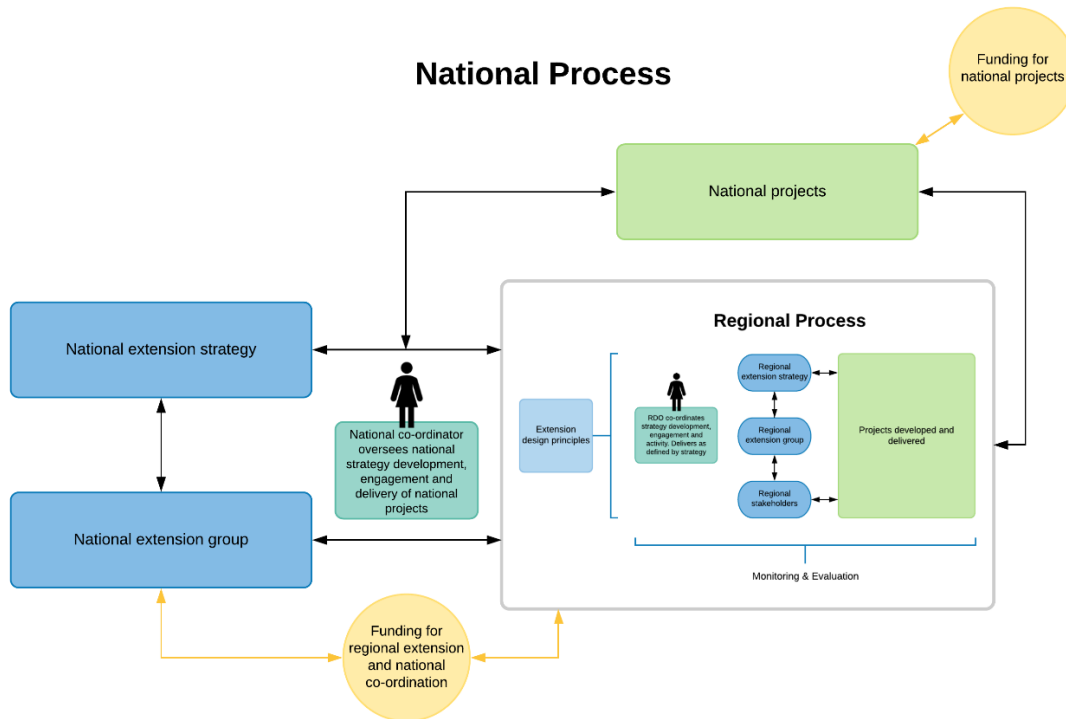 National Process
Funding for
national projects
National projects
National extension strategy
National co-ordinator
oversees national
strategy development,
engagement and
delivery of national
projects
National extension group
Funding for
regional extension
and national
co-ordination
Regional Process
Extension
design principles
RDO co-ordinates
strategy development,
engagement and
activity. Delivers as
defined by strategy
Regional
extension strategy
Regional
extension group
Regional
stakeholders
Projects developed and
delivered
Monitoring & Evaluation